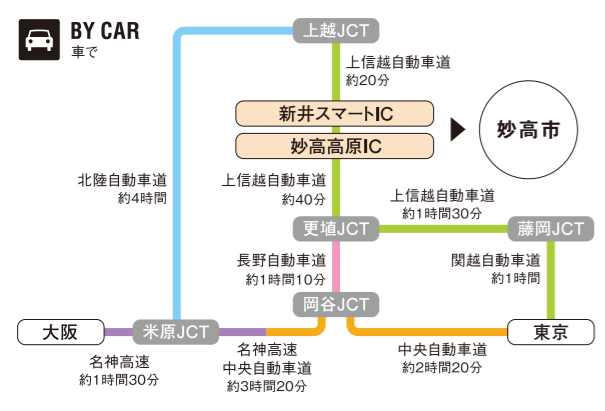 BY CAR
車で
上越JCT
上信越自動車道
約20分
新井スマートIC
妙高高原IC
妙高市
北陸自動車道
約4時間
上信越自動車道
約40分
上信越自動車道
約1時間30分
更埴JCT
藤岡JCT
長野自動車道
約1時間10分
関越自動車道
約1時間
岡谷JCT
大阪
米原JCT
東京
名神高速
約1時間30分
名神高速
中央自動車道
約3時間20分
中央自動車道
約2時間20分